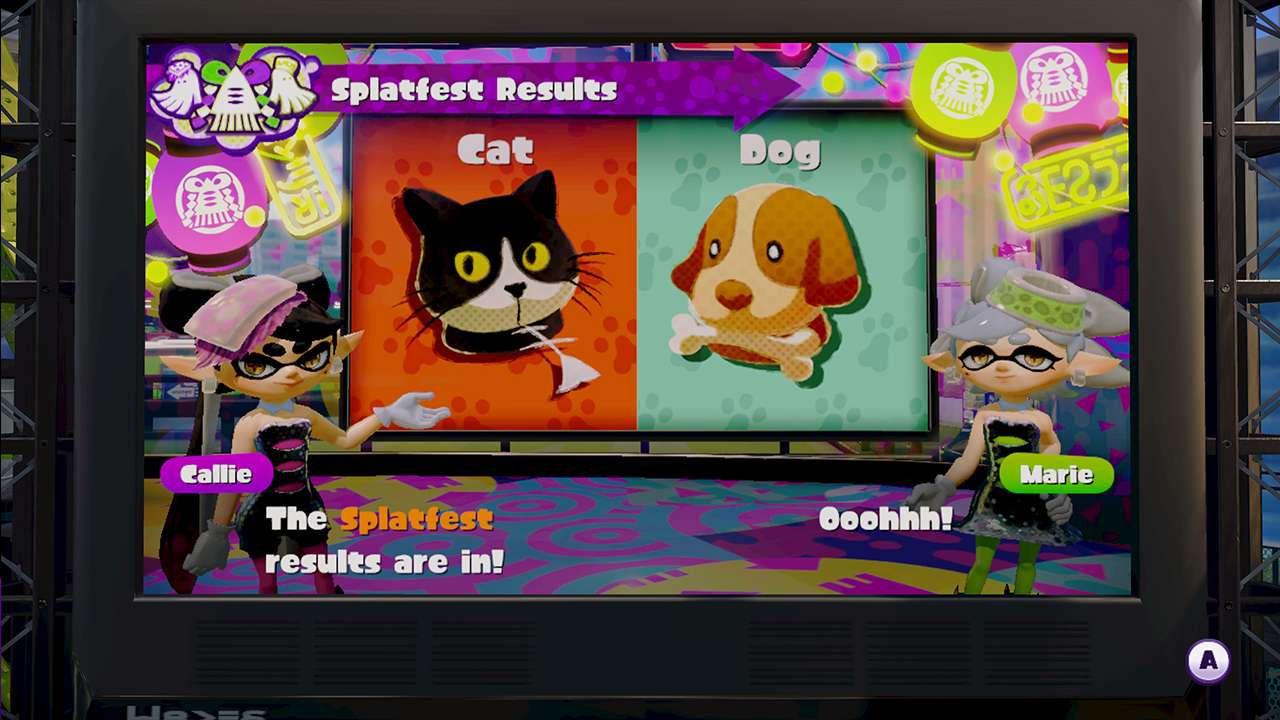 Splatfest Results
Cat
Dog
Callie
Marie
The Splatfest
results are in!
Ooohhh!
A